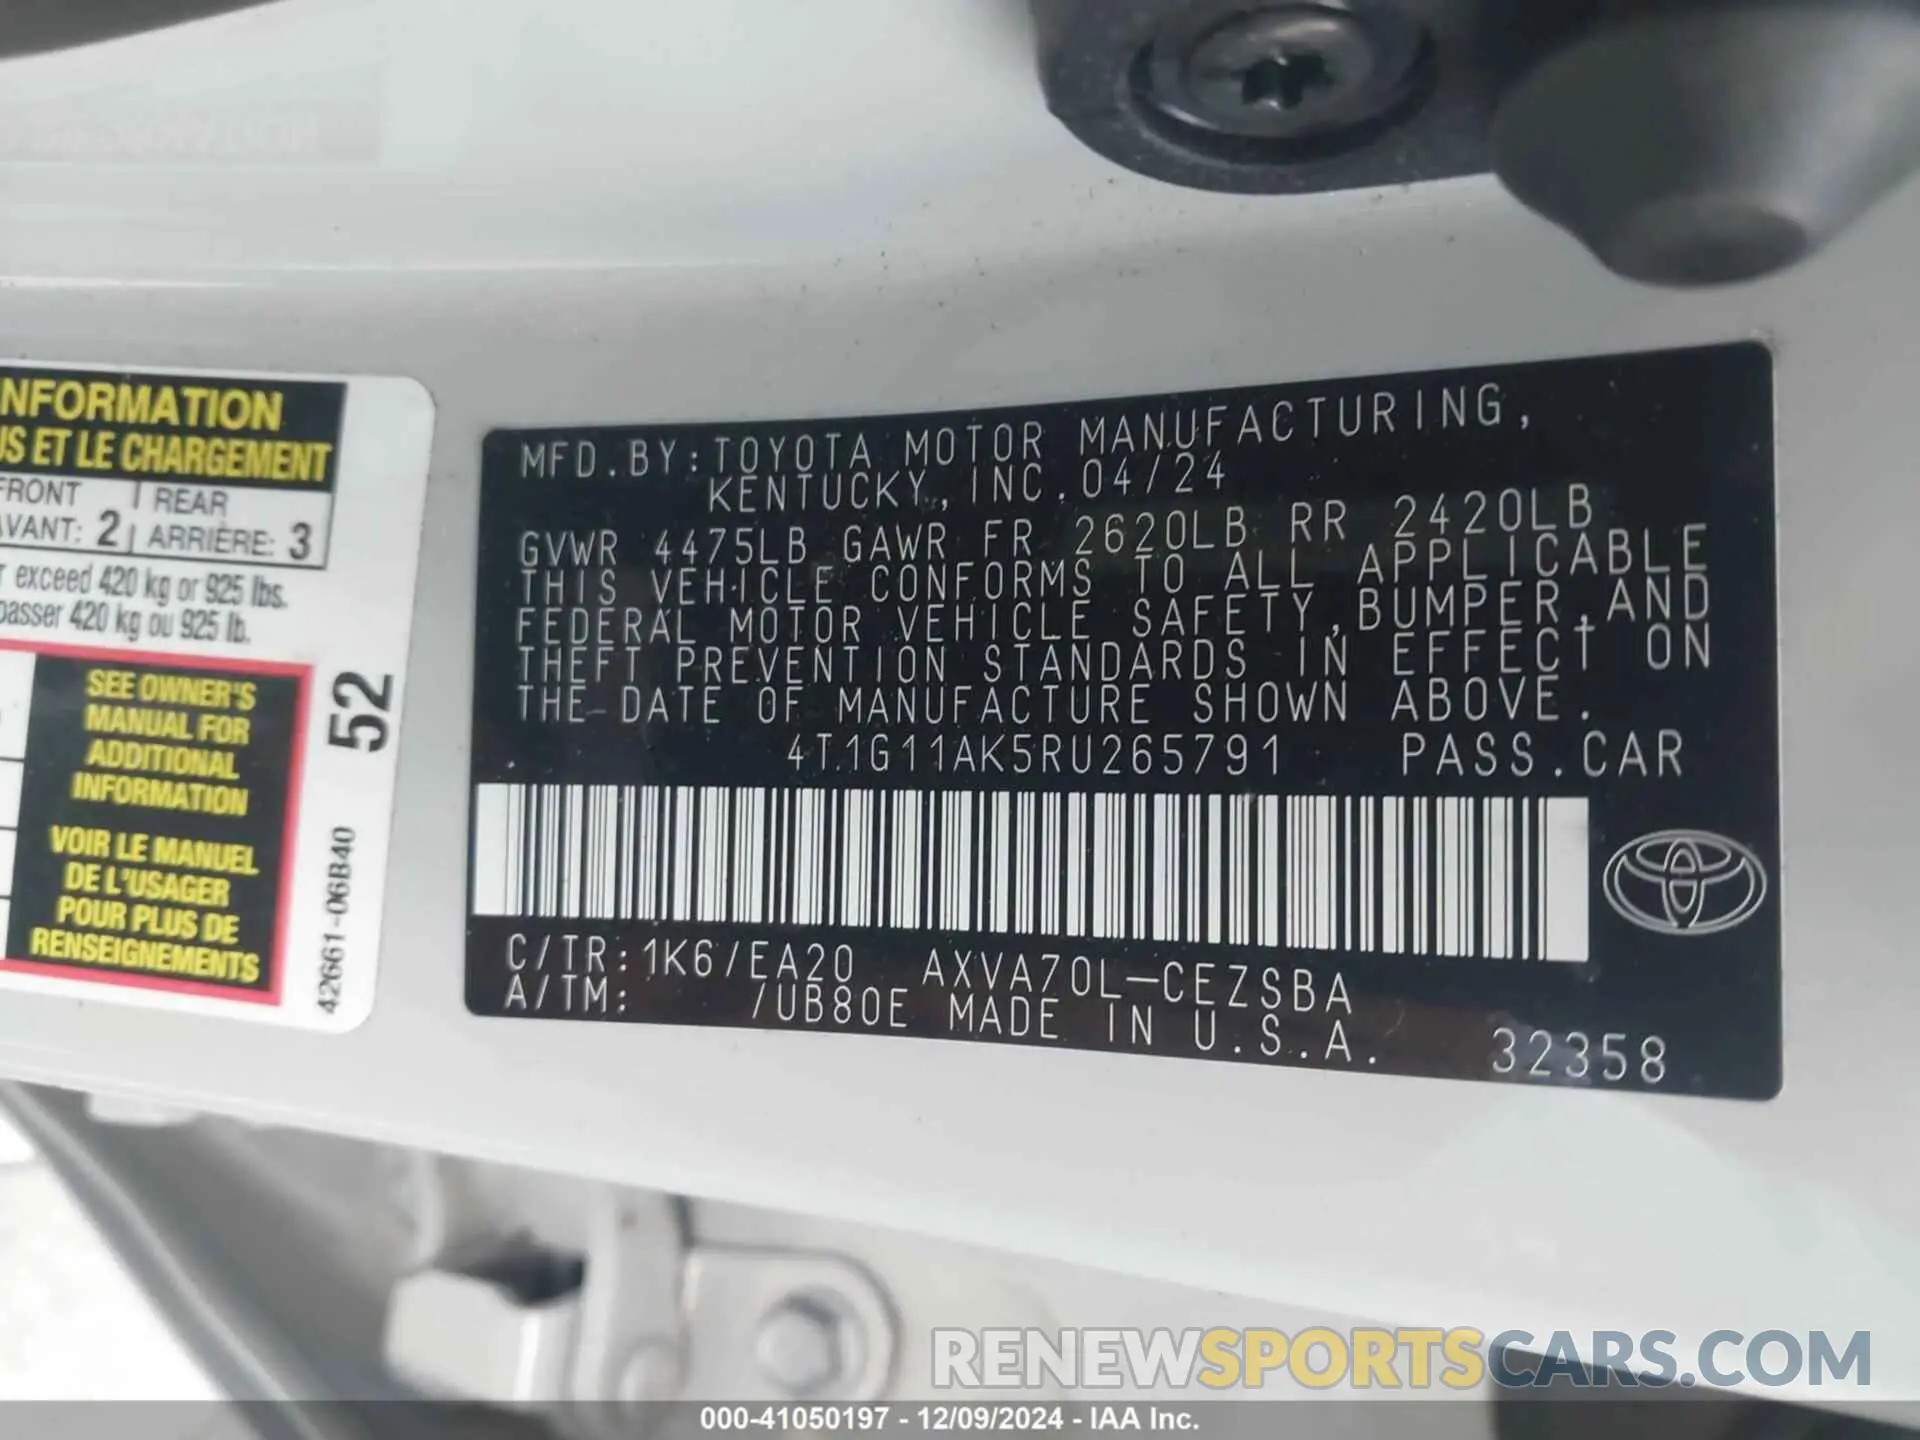 NFORMATION
US ET LE CHARGEMENT
FRONT REAR
AVANT: 2 ARRIÈRE: 3
exceed 420 kg or 925 lbs.
passer 420 kg ou 925 lb.
SEE OWNER'S
MANUAL FOR
ADDITIONAL
INFORMATION
VOIR LE MANUEL
DE L'USAGER
POUR PLUS DE
RENSEIGNEMENTS
52
42661-06B40
MFD.BY:TOYOTA MOTOR MANUFACTURING,
KENTUCKY,INC.04/24
GVWR 4475LB GAWR FR 2620LB RR 2420LB
THIS VEHICLE CONFORMS TO ALL APPLICABLE
FEDERAL MOTOR VEHICLE SAFETY,BUMPER,AND
THEFT PREVENTION STANDARDS IN EFFECT ON
THE DATE OF MANUFACTURE SHOWN ABOVE.
4T1G11AK5RU265791 PASS.CAR
C/TR:1K6/EA20 AXVA70L-CEZSBA
A/TM: /UB80E MADE IN U.S.A.
32358
RENEWSPORTSCARS.COM
000-41050197 - 12/09/2024 - IAA Inc.